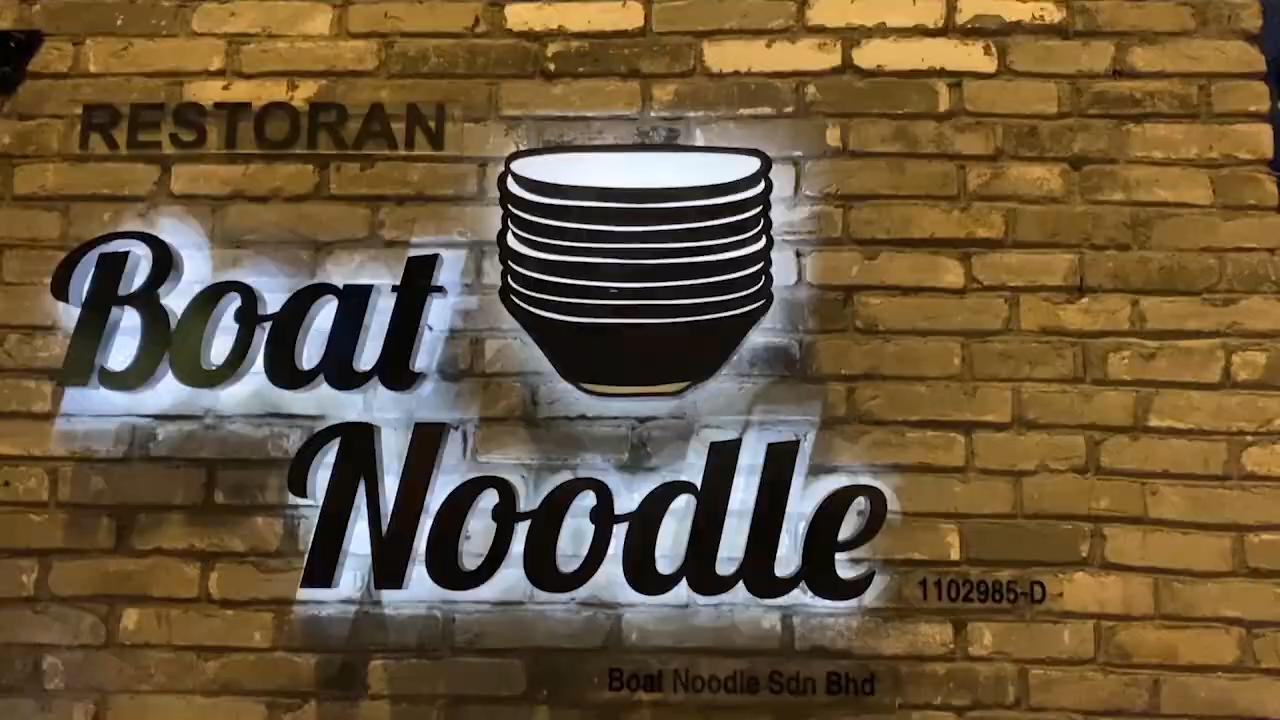 RESTORAN
Boat
Noodle
1102985-D
Boat Noodle Sdn Bhd